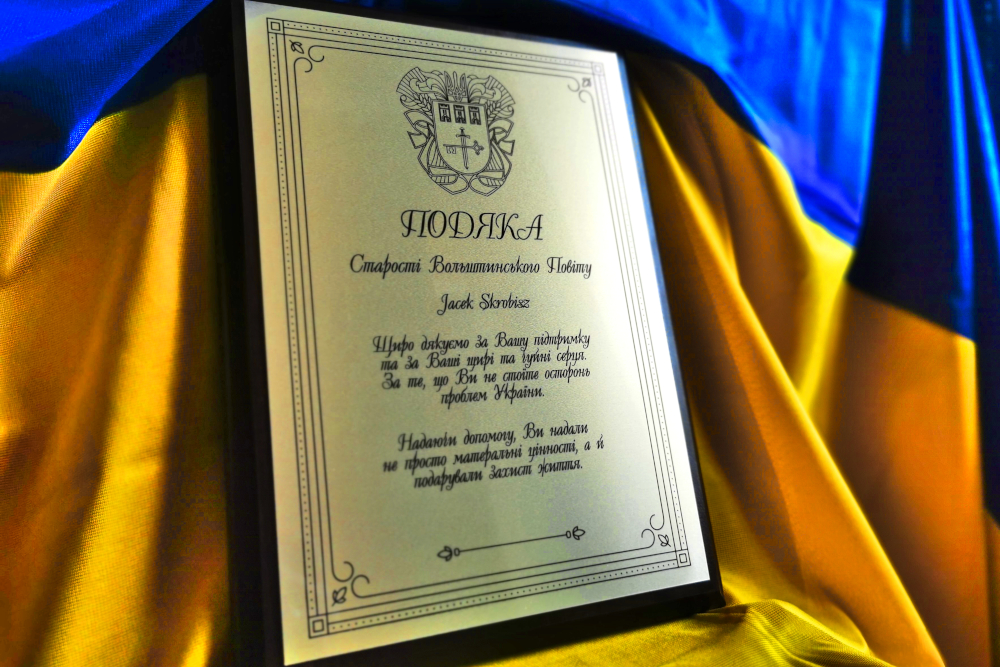 ПОДЯКА
Старості Вольштинського Повіту
Jacek Skrobisz
Щиро дякуємо за Вашу підтримку
та за Ваші щирі та чуйні серця.
За те, що Ви не стоїте осторонь
проблем України.
Надаючи допомогу, Ви надали
не просто матеральні цінності, а й
подарували захист життя.